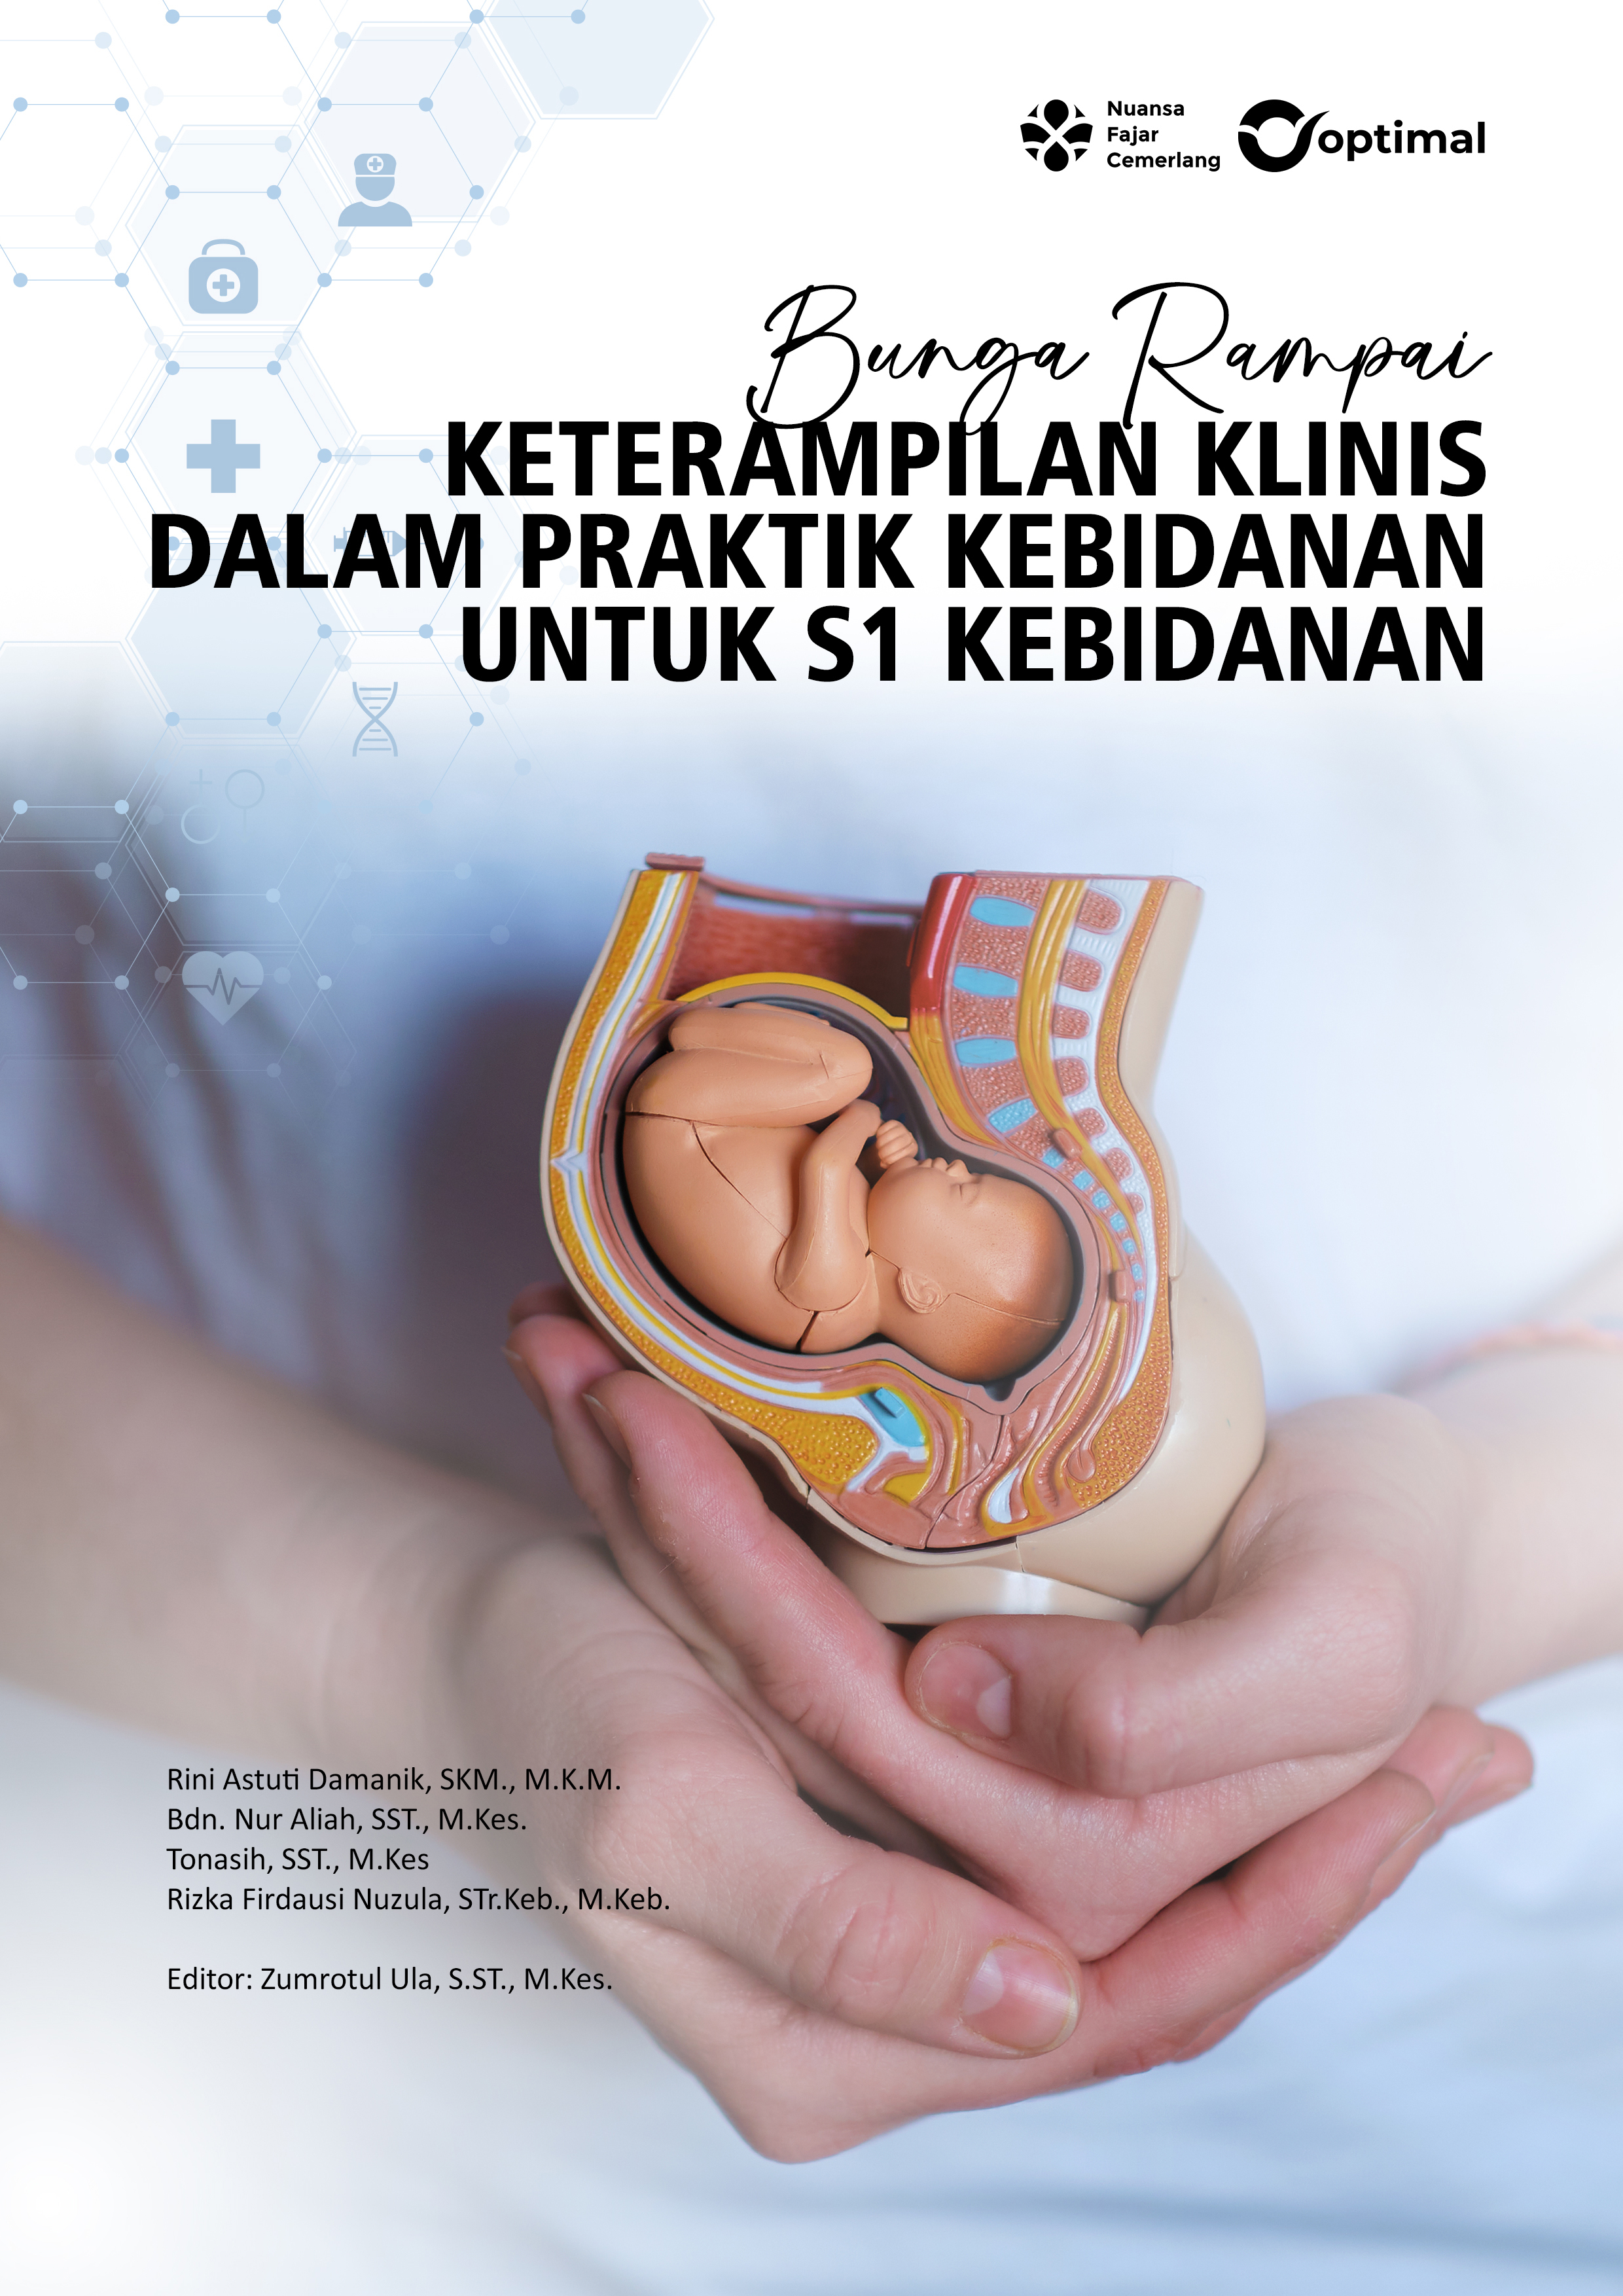 Nuansa
Fajar
Cemerlang
optimal
Bunga Rampai
KETERAMPILAN KLINIS
DALAM PRAKTIK KEBIDANAN
UNTUK S1 KEBIDANAN
Rini Astuti Damanik, SKM., M.K.M.
Bdn. Nur Aliah, SST., M.Kes.
Tonasih, SST., M.Kes
Rizka Firdausi Nuzula, STr.Keb., M.Keb.
Editor: Zumrotul Ula, S.ST., M.Kes.